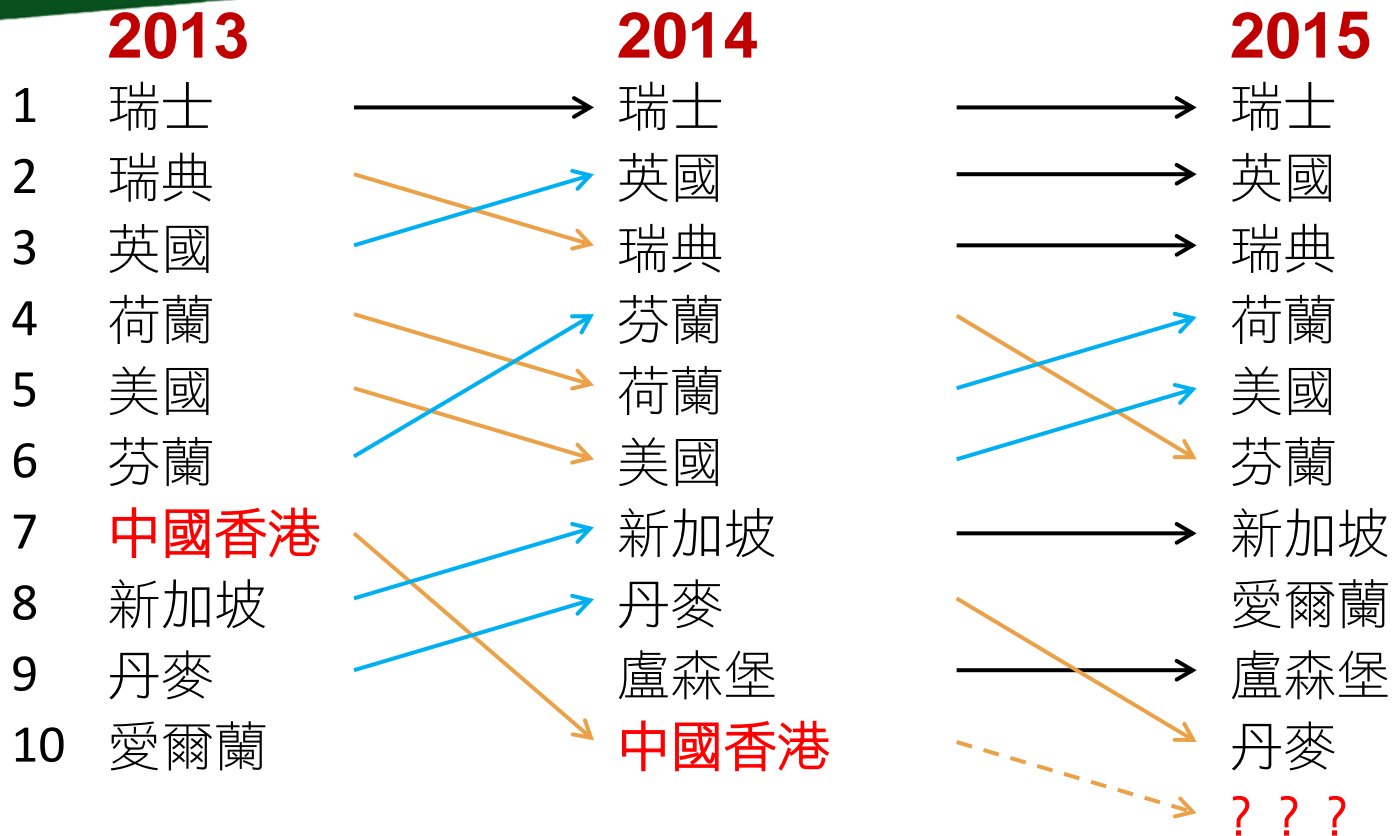 2013 2014 2015
1 瑞士 瑞士 瑞士
2 瑞典 英國 英國
3 英國 瑞典 瑞典
4 荷蘭 芬蘭 荷蘭
5 美國 荷蘭 美國
6 芬蘭 美國 芬蘭
7 中國香港 新加坡 新加坡
8 新加坡 丹麥 愛爾蘭
9 丹麥 盧森堡 盧森堡
10 愛爾蘭 中國香港 丹麥
? ? ?